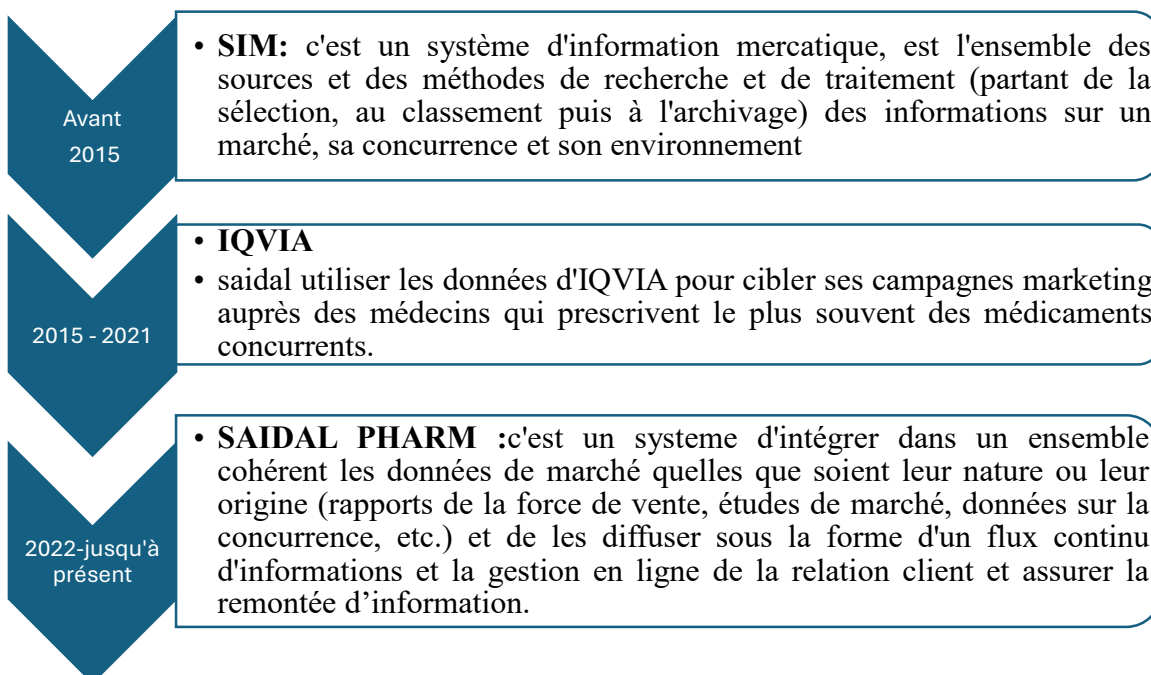 Avant
2015
• SIM: c'est un système d'information mercatique, est l'ensemble des
sources et des méthodes de recherche et de traitement (partant de la
sélection, au classement puis à l'archivage) des informations sur un
marché, sa concurrence et son environnement
2015 - 2021
• IQVIA
• saidal utiliser les données d'IQVIA pour cibler ses campagnes marketing
auprès des médecins qui prescrivent le plus souvent des médicaments
concurrents.
2022-jusqu'à
présent
• SAIDAL PHARM :c'est un systeme d'intégrer dans un ensemble
cohérent les données de marché quelles que soient leur nature ou leur
origine (rapports de la force de vente, études de marché, données sur la
concurrence, etc.) et de les diffuser sous la forme d'un flux continu
d'informations et la gestion en ligne de la relation client et assurer la
remontée d’information.